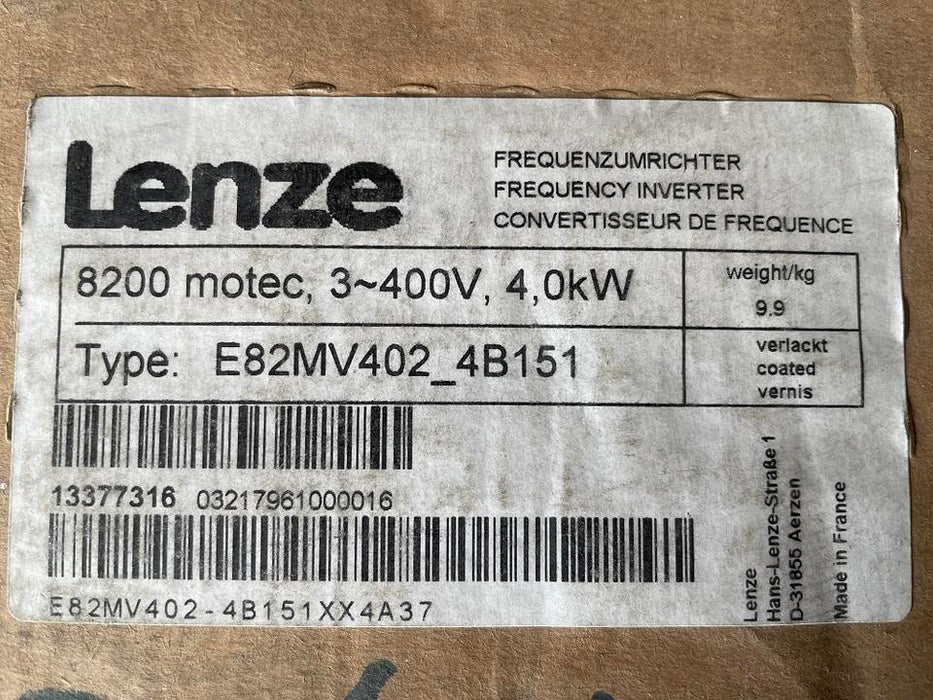 Lenze
FREQUENZUMRICHTER
FREQUENCY INVERTER
CONVERTISSEUR DE FREQUENCE
8200 motec, 3~400V, 4,0kW
weight/kg
9.9
Type: E82MV402_4B151
verlackt
coated
vernis
13377316 03217961000016
E82MV402-4B151XX4A37
Lenze
Hans-Lenze-Straße 1
D-31855 Aerzen
Made in France